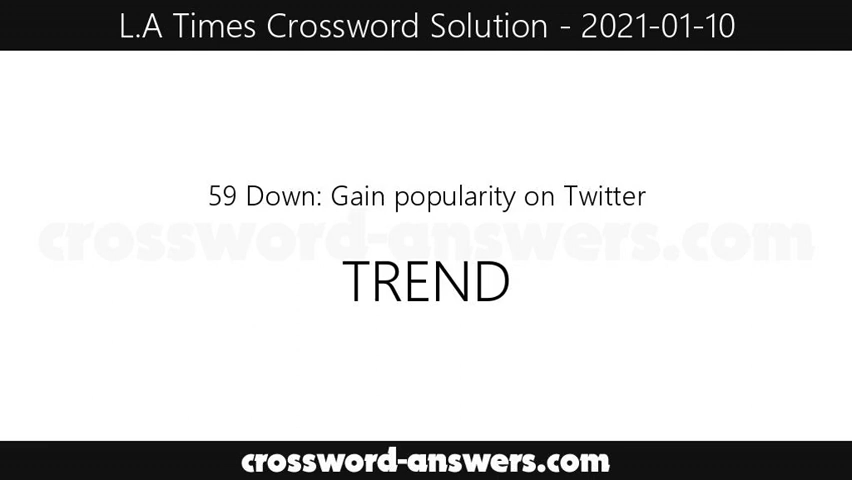 L.A Times Crossword Solution - 2021-01-10
59 Down: Gain popularity on Twitter
crossword-answers.com
TREND
crossword-answers.com